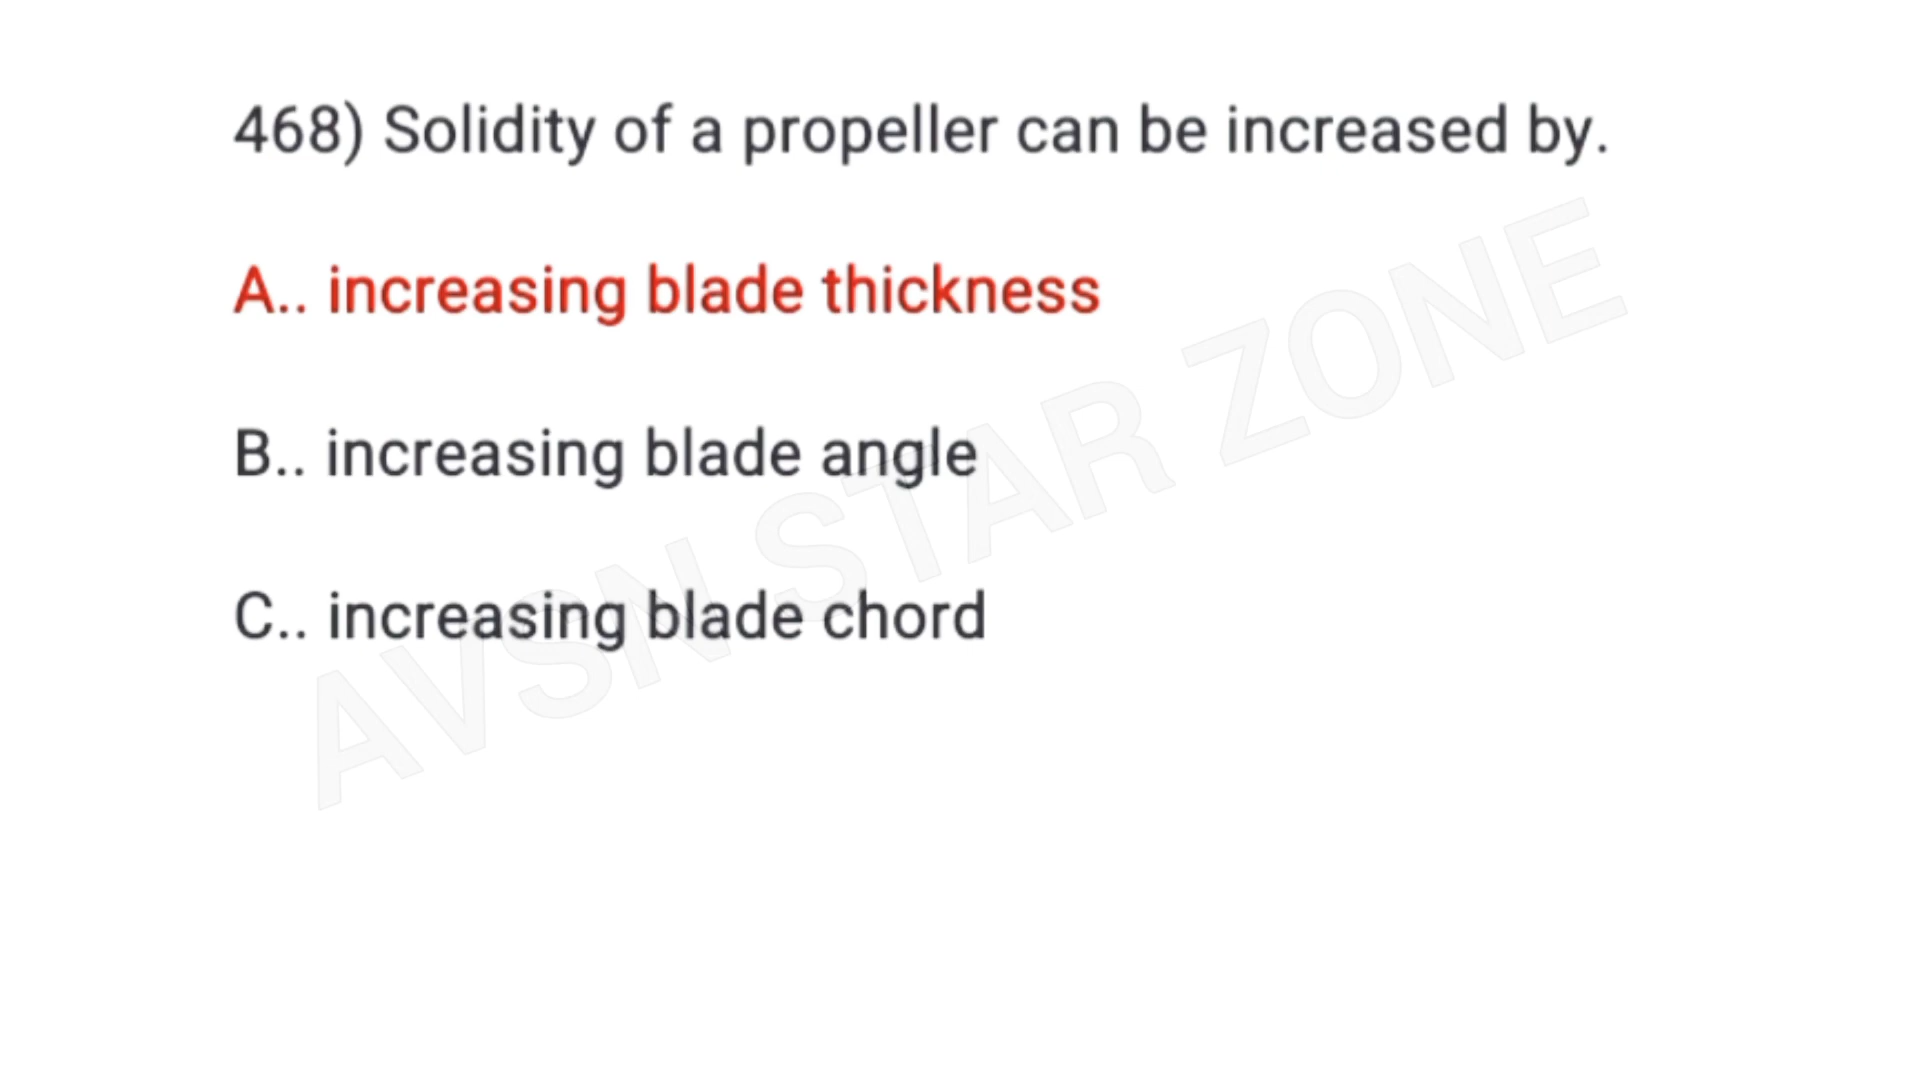 468) Solidity of a propeller can be increased by.
A.. increasing blade thickness
B.. increasing blade angle
C.. increasing blade chord
AVSN STAR ZONE